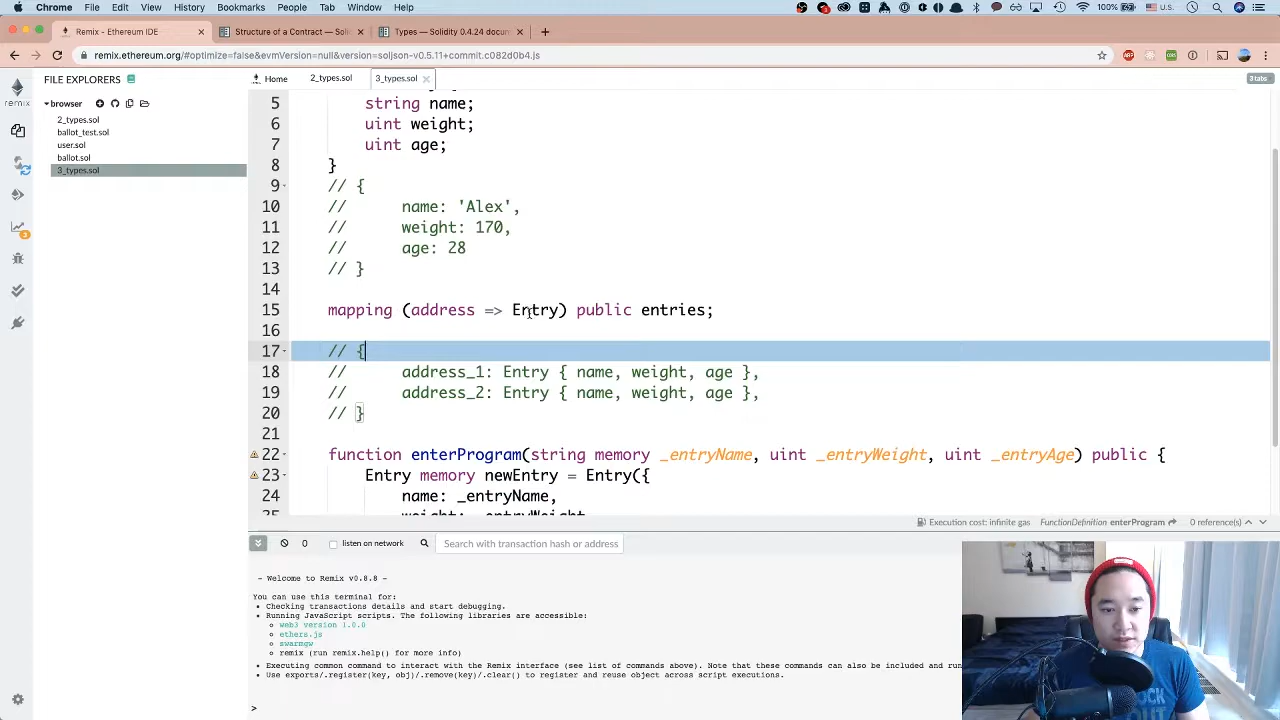 Chrome File Edit View History Bookmarks People Tab Window Help
100% U.S.
Remix - Ethereum IDE × Structure of a Contract — Soli × Types — Solidity 0.4.24 docum × +
remix.ethereum.org/#optimize=false&evmVersion=null&version=soljson-v0.5.11+commit.c082d0b4.js
FILE EXPLORERS
Home 2_types.sol 3_types.sol × 3 tabs
remix
browser
2_types.sol
ballot_test.sol
user.sol
ballot.sol
3_types.sol
3
5 string name;
6 uint weight;
7 uint age;
8 }
9 // {
10 // name: 'Alex',
11 // weight: 170,
12 // age: 28
13 // }
14
15 mapping (address => Entry) public entries;
16
17 // {
18 // address_1: Entry { name, weight, age },
19 // address_2: Entry { name, weight, age },
20 // }
21
22 function enterProgram(string memory _entryName, uint _entryWeight, uint _entryAge) public {
23 Entry memory newEntry = Entry({
24 name: _entryName,
Execution cost: infinite gas FunctionDefinition enterProgram 0 reference(s)
0 listen on network Search with transaction hash or address
- Welcome to Remix v0.8.8 -
You can use this terminal for:
• Checking transactions details and start debugging.
• Running JavaScript scripts. The following libraries are accessible:
○ web3 version 1.0.0
○ ethers.js
○ swarmgw
○ remix (run remix.help() for more info)
• Executing common command to interact with the Remix interface (see list of commands above). Note that these commands can also be included and run
• Use exports/.register(key, obj)/.remove(key)/.clear() to register and reuse object across script executions.
>